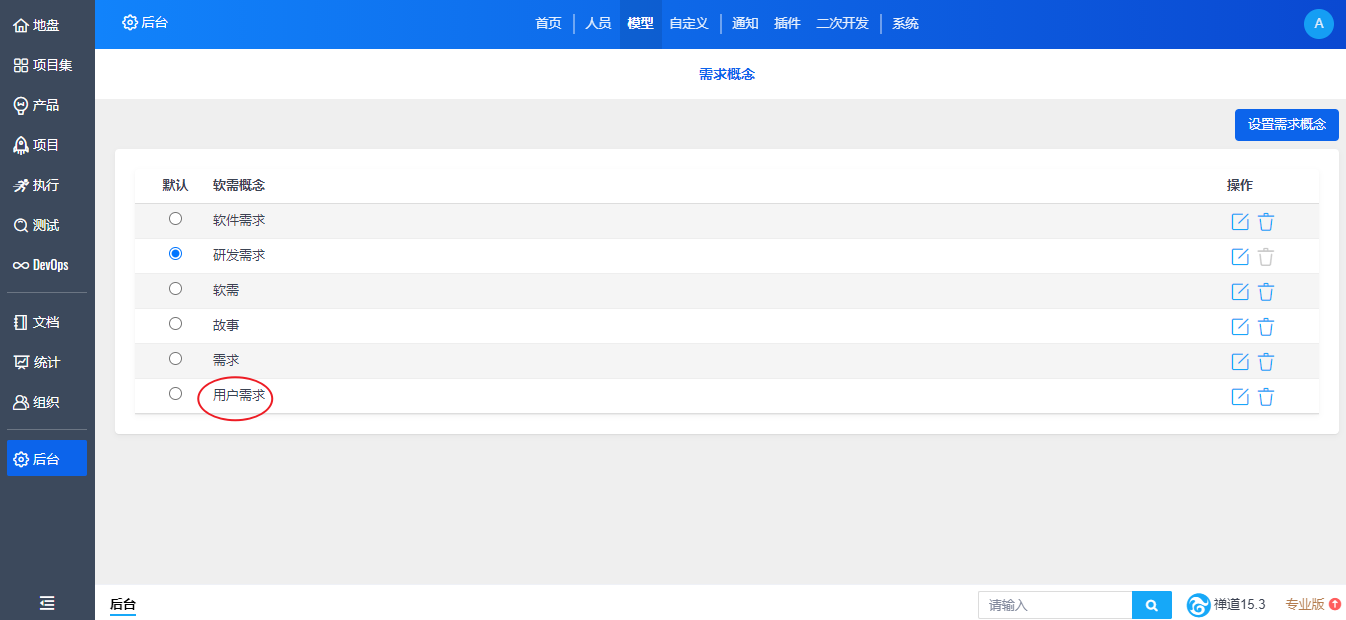 地盘
项目集
产品
项目
执行
测试
DevOps
文档
统计
组织
后台
后台
首页 人员 模型 自定义 通知 插件 二次开发 系统
A
需求概念
设置需求概念
默认 软需概念 操作
软件需求
研发需求
软需
故事
需求
用户需求
后台
请输入
禅道15.3
专业版